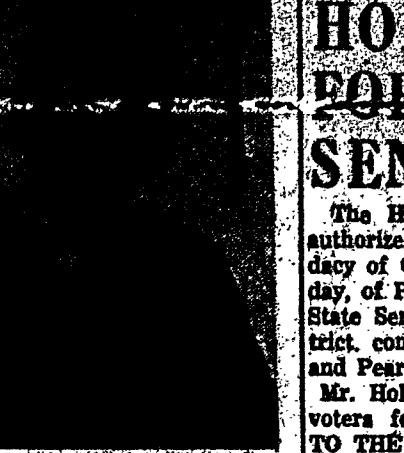 HO
FOR
SEN
The H
authorize
dacy of
day, of P
State Sen
trict, con
and Pear
Mr. Hol
voters fo
TO THE